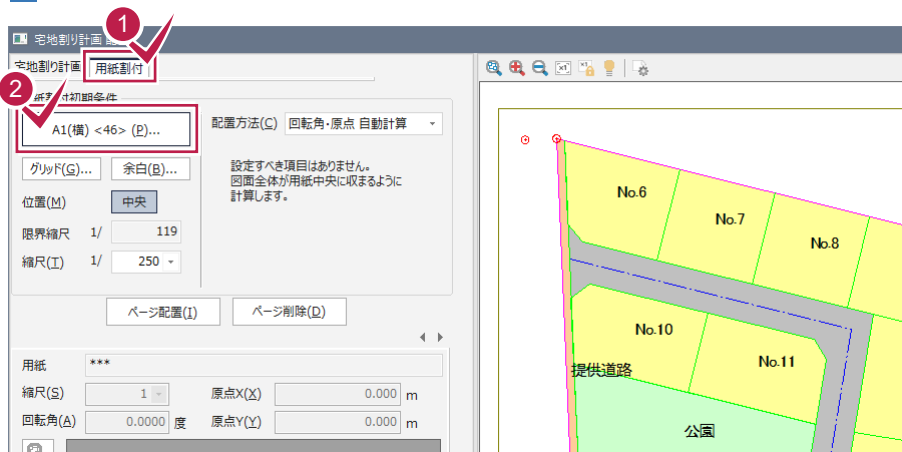 1
宅地割り計画
宅地割り計画 用紙割付
2
A1(横) <46> (P)...
配置方法(C) 回転角・原点 自動計算
グリッド(G)... 余白(B)...
設定すべき項目はありません。
図面全体が用紙中央に収まるように
計算します。
位置(M) 中央
限界縮尺 1/ 119
縮尺(T) 1/ 250
ページ配置(I) ページ削除(D)
用紙 ***
縮尺(S) 1 原点X(X) 0.000 m
回転角(A) 0.0000 度 原点Y(Y) 0.000 m
x1
No.6
No.7
No.8
No.10
No.11
提供道路
公園